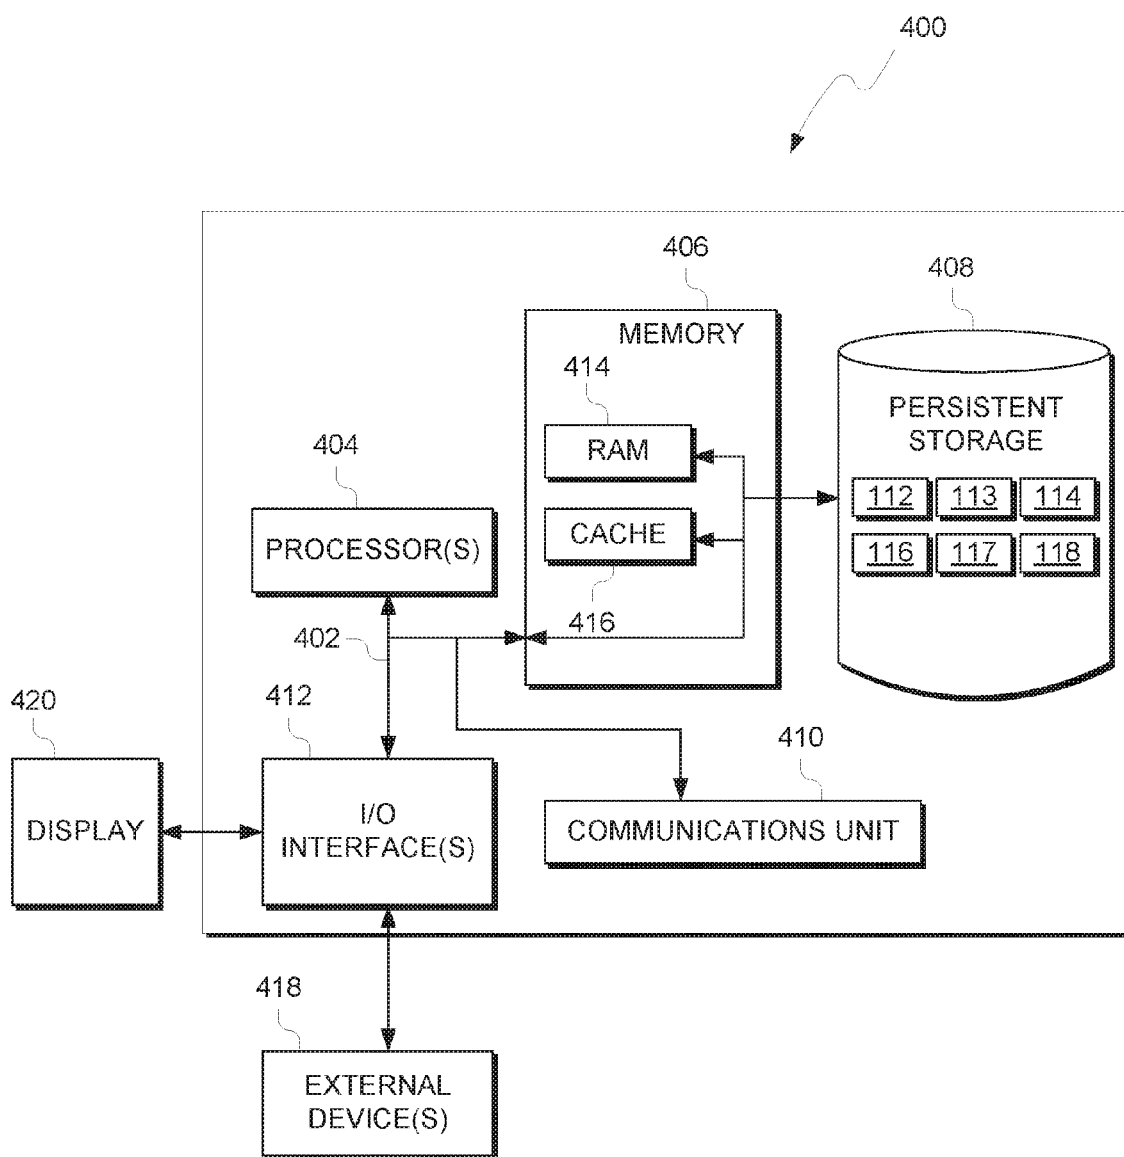 400
406
408
MEMORY
414
RAM
PERSISTENT
STORAGE
404
112 113 114
PROCESSOR(S)
CACHE
116 117 118
416
402
420
412
410
DISPLAY
I/O
INTERFACE(S)
COMMUNICATIONS UNIT
418
EXTERNAL
DEVICE(S)